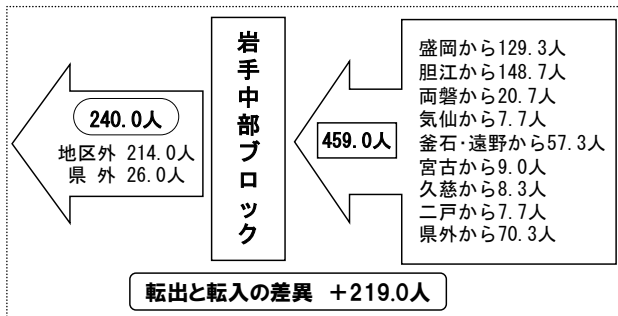 240.0人
地区外 214.0人
県 外 26.0人
岩手中部ブロック
459.0人
盛岡から129.3人
胆江から148.7人
両磐から20.7人
気仙から7.7人
釜石・遠野から57.3人
宮古から9.0人
久慈から8.3人
二戸から7.7人
県外から70.3人
転出と転入の差異 +219.0人